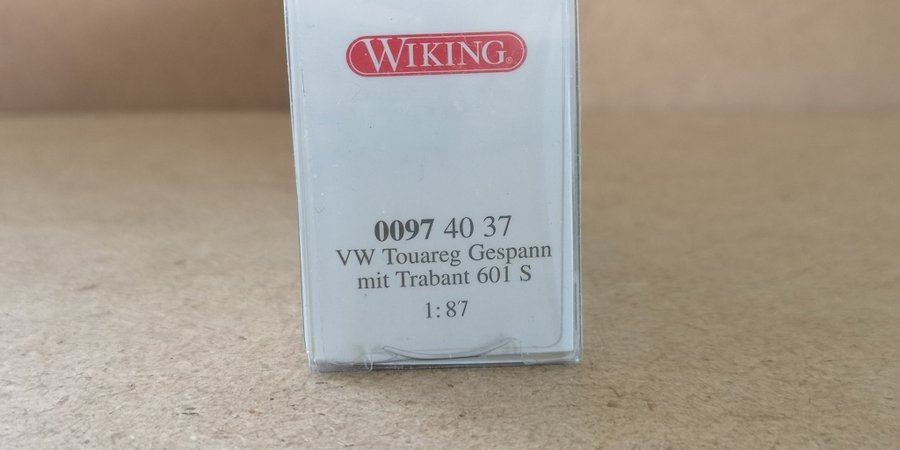 WIKING®
0097 40 37
VW Touareg Gespann
mit Trabant 601 S
1:87